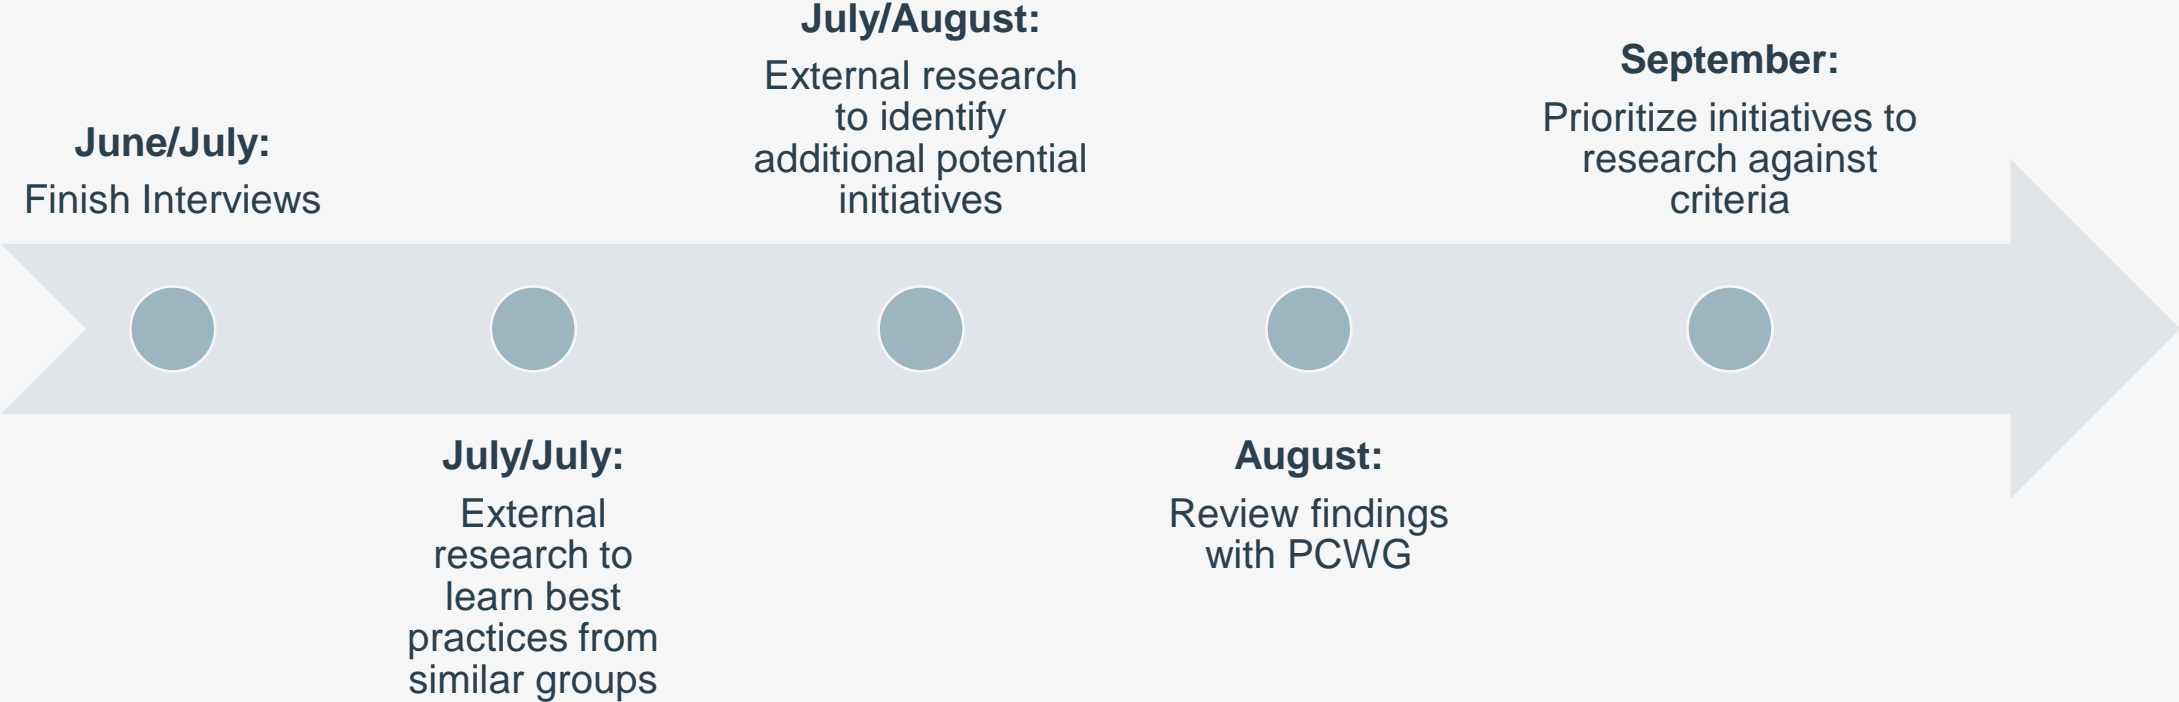 June/July:
Finish Interviews
July/July:
External
research to
learn best
practices from
similar groups
July/August:
External research
to identify
additional potential
initiatives
August:
Review findings
with PCWG
September:
Prioritize initiatives to
research against
criteria